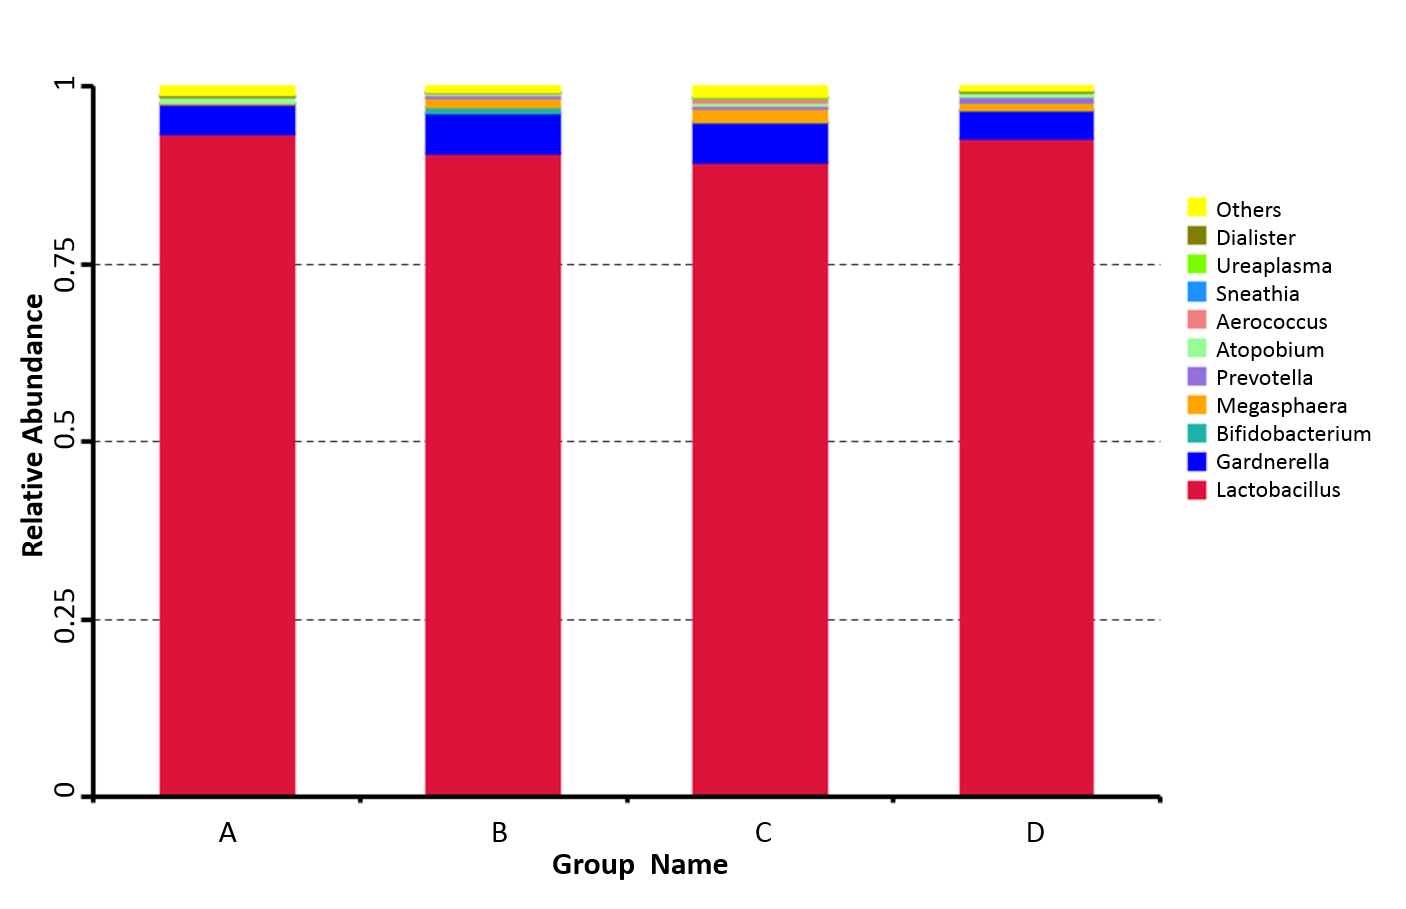 1
0.75
0.5
0.25
0
Relative Abundance
A B C D
Group Name
Others
Dialister
Ureaplasma
Sneathia
Aerococcus
Atopobium
Prevotella
Megasphaera
Bifidobacterium
Gardnerella
Lactobacillus